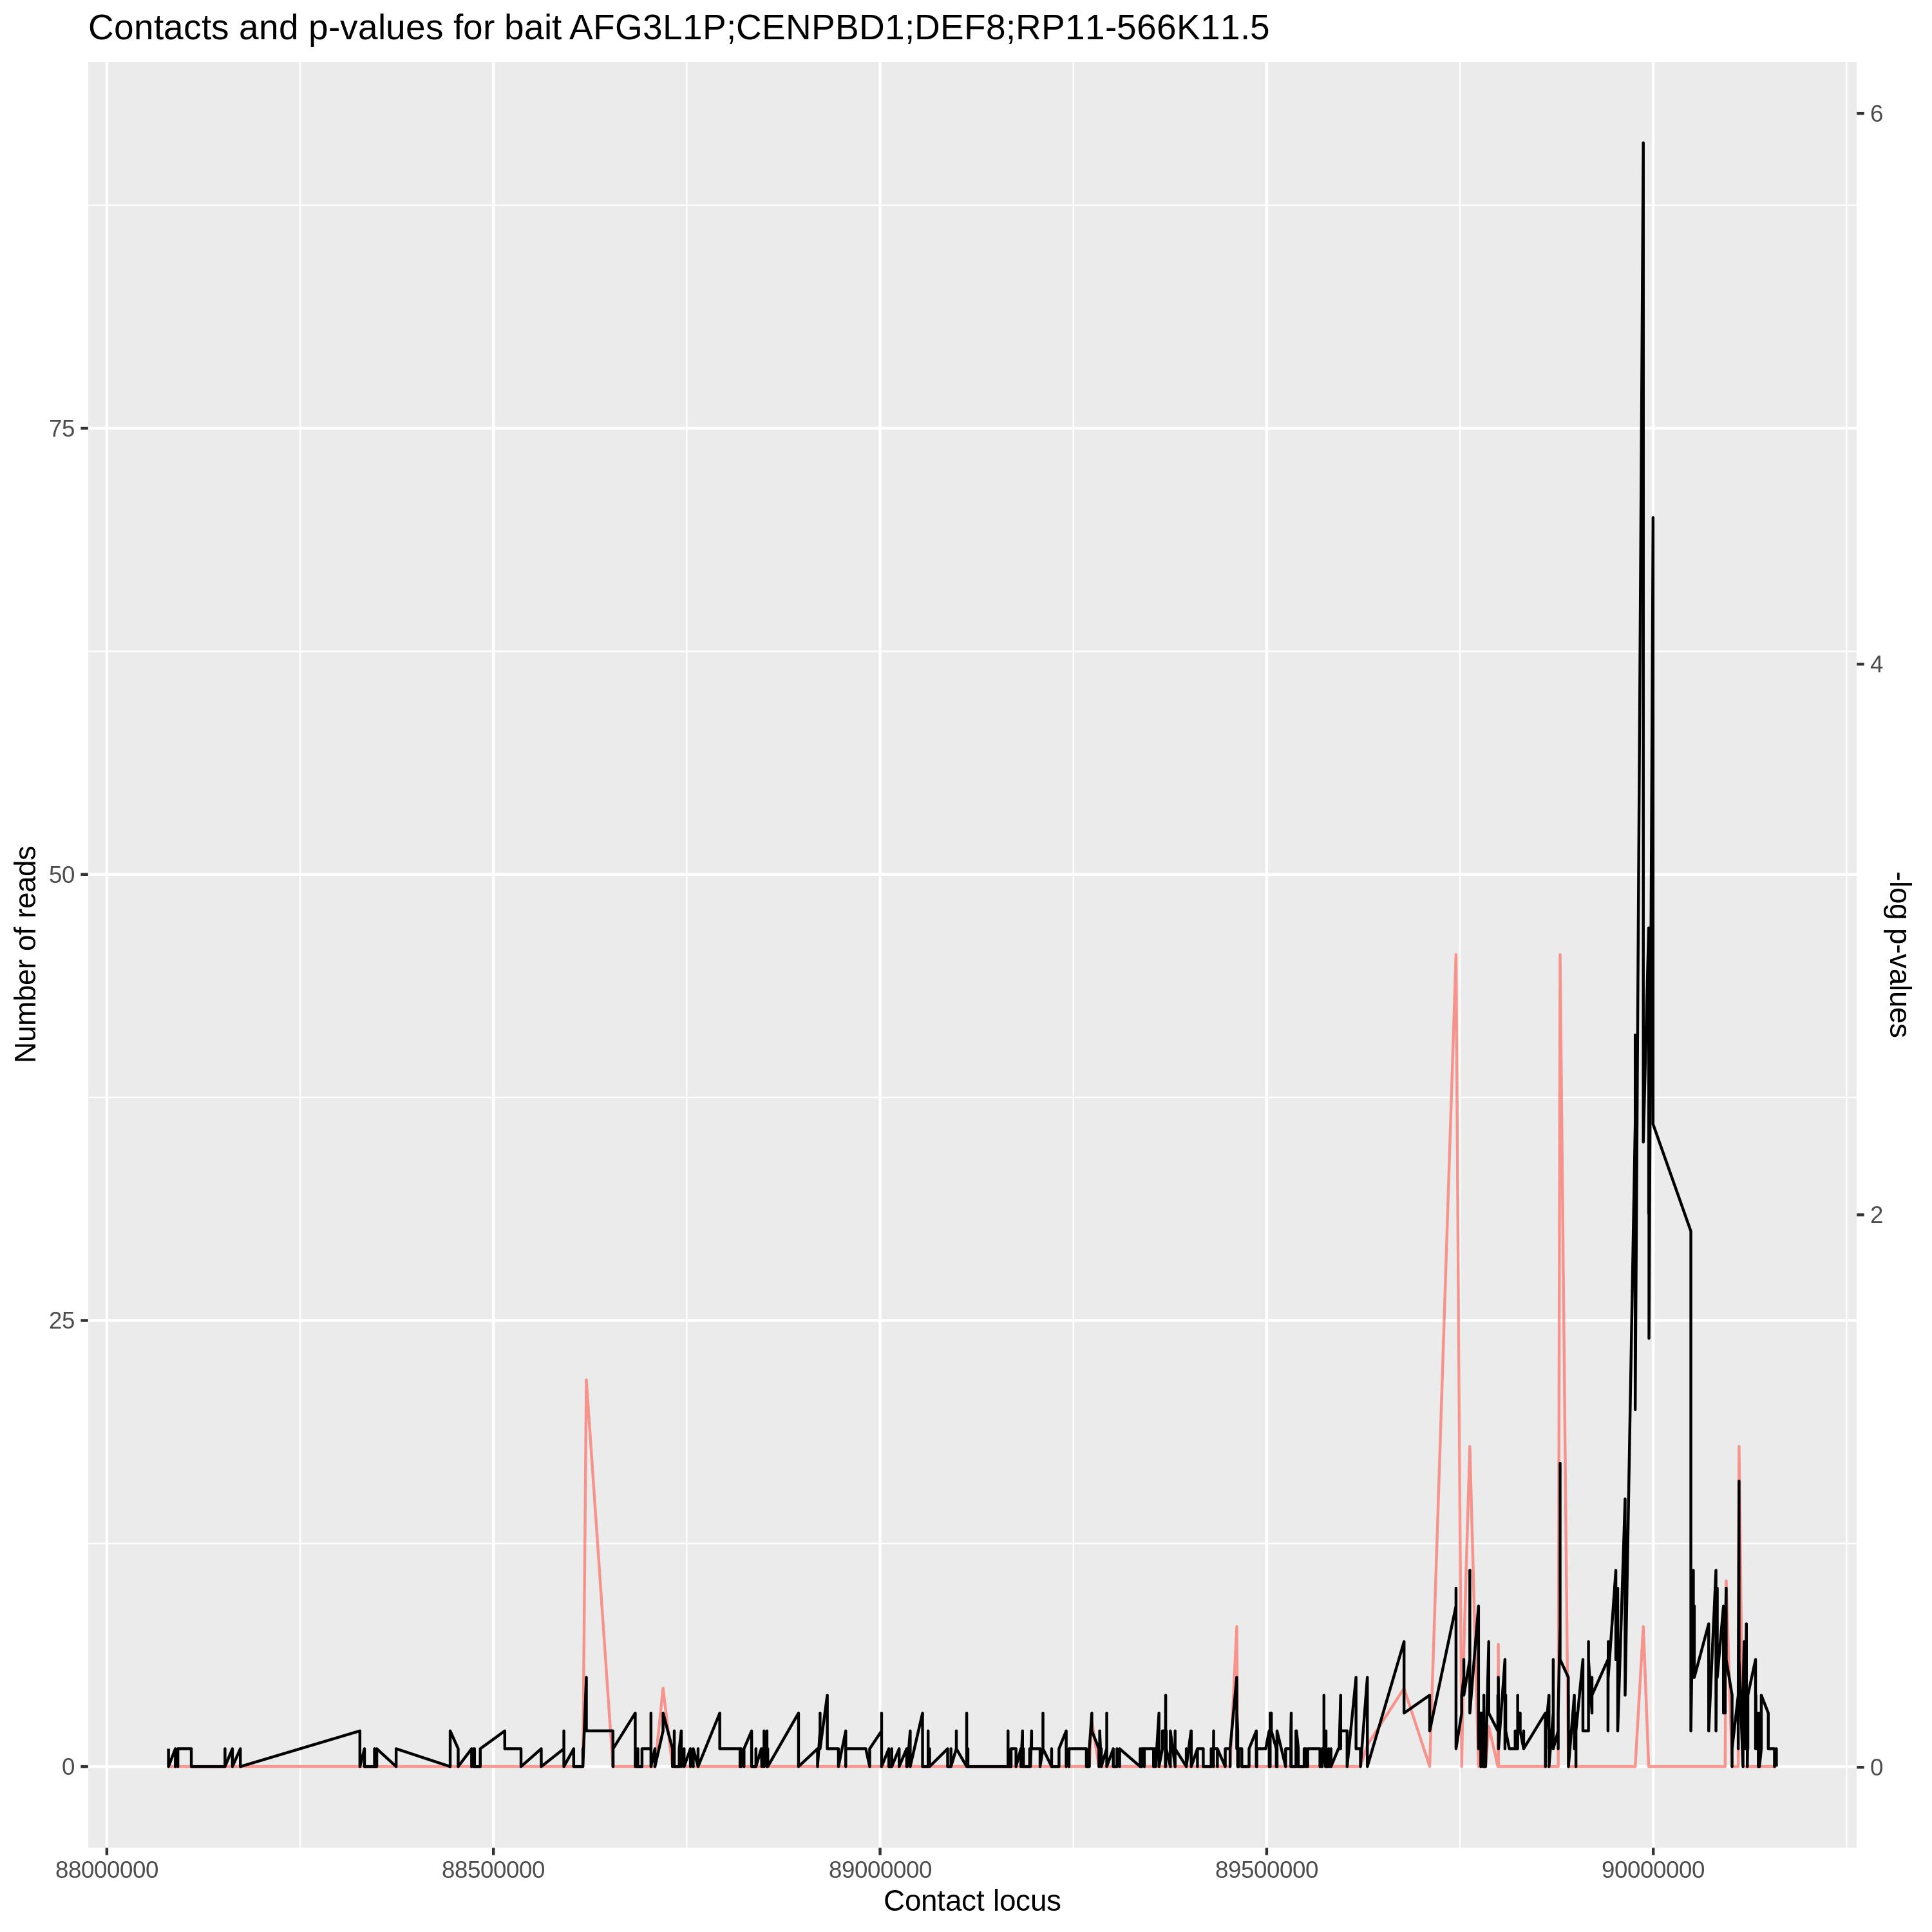 Contacts and p-values for bait AFG3L1P;CENPBD1;DEF8;RP11-566K11.5
6
75
4
50
Number of reads
-log p-values
2
25
0
0
88000000 88500000 89000000 89500000 90000000
Contact locus